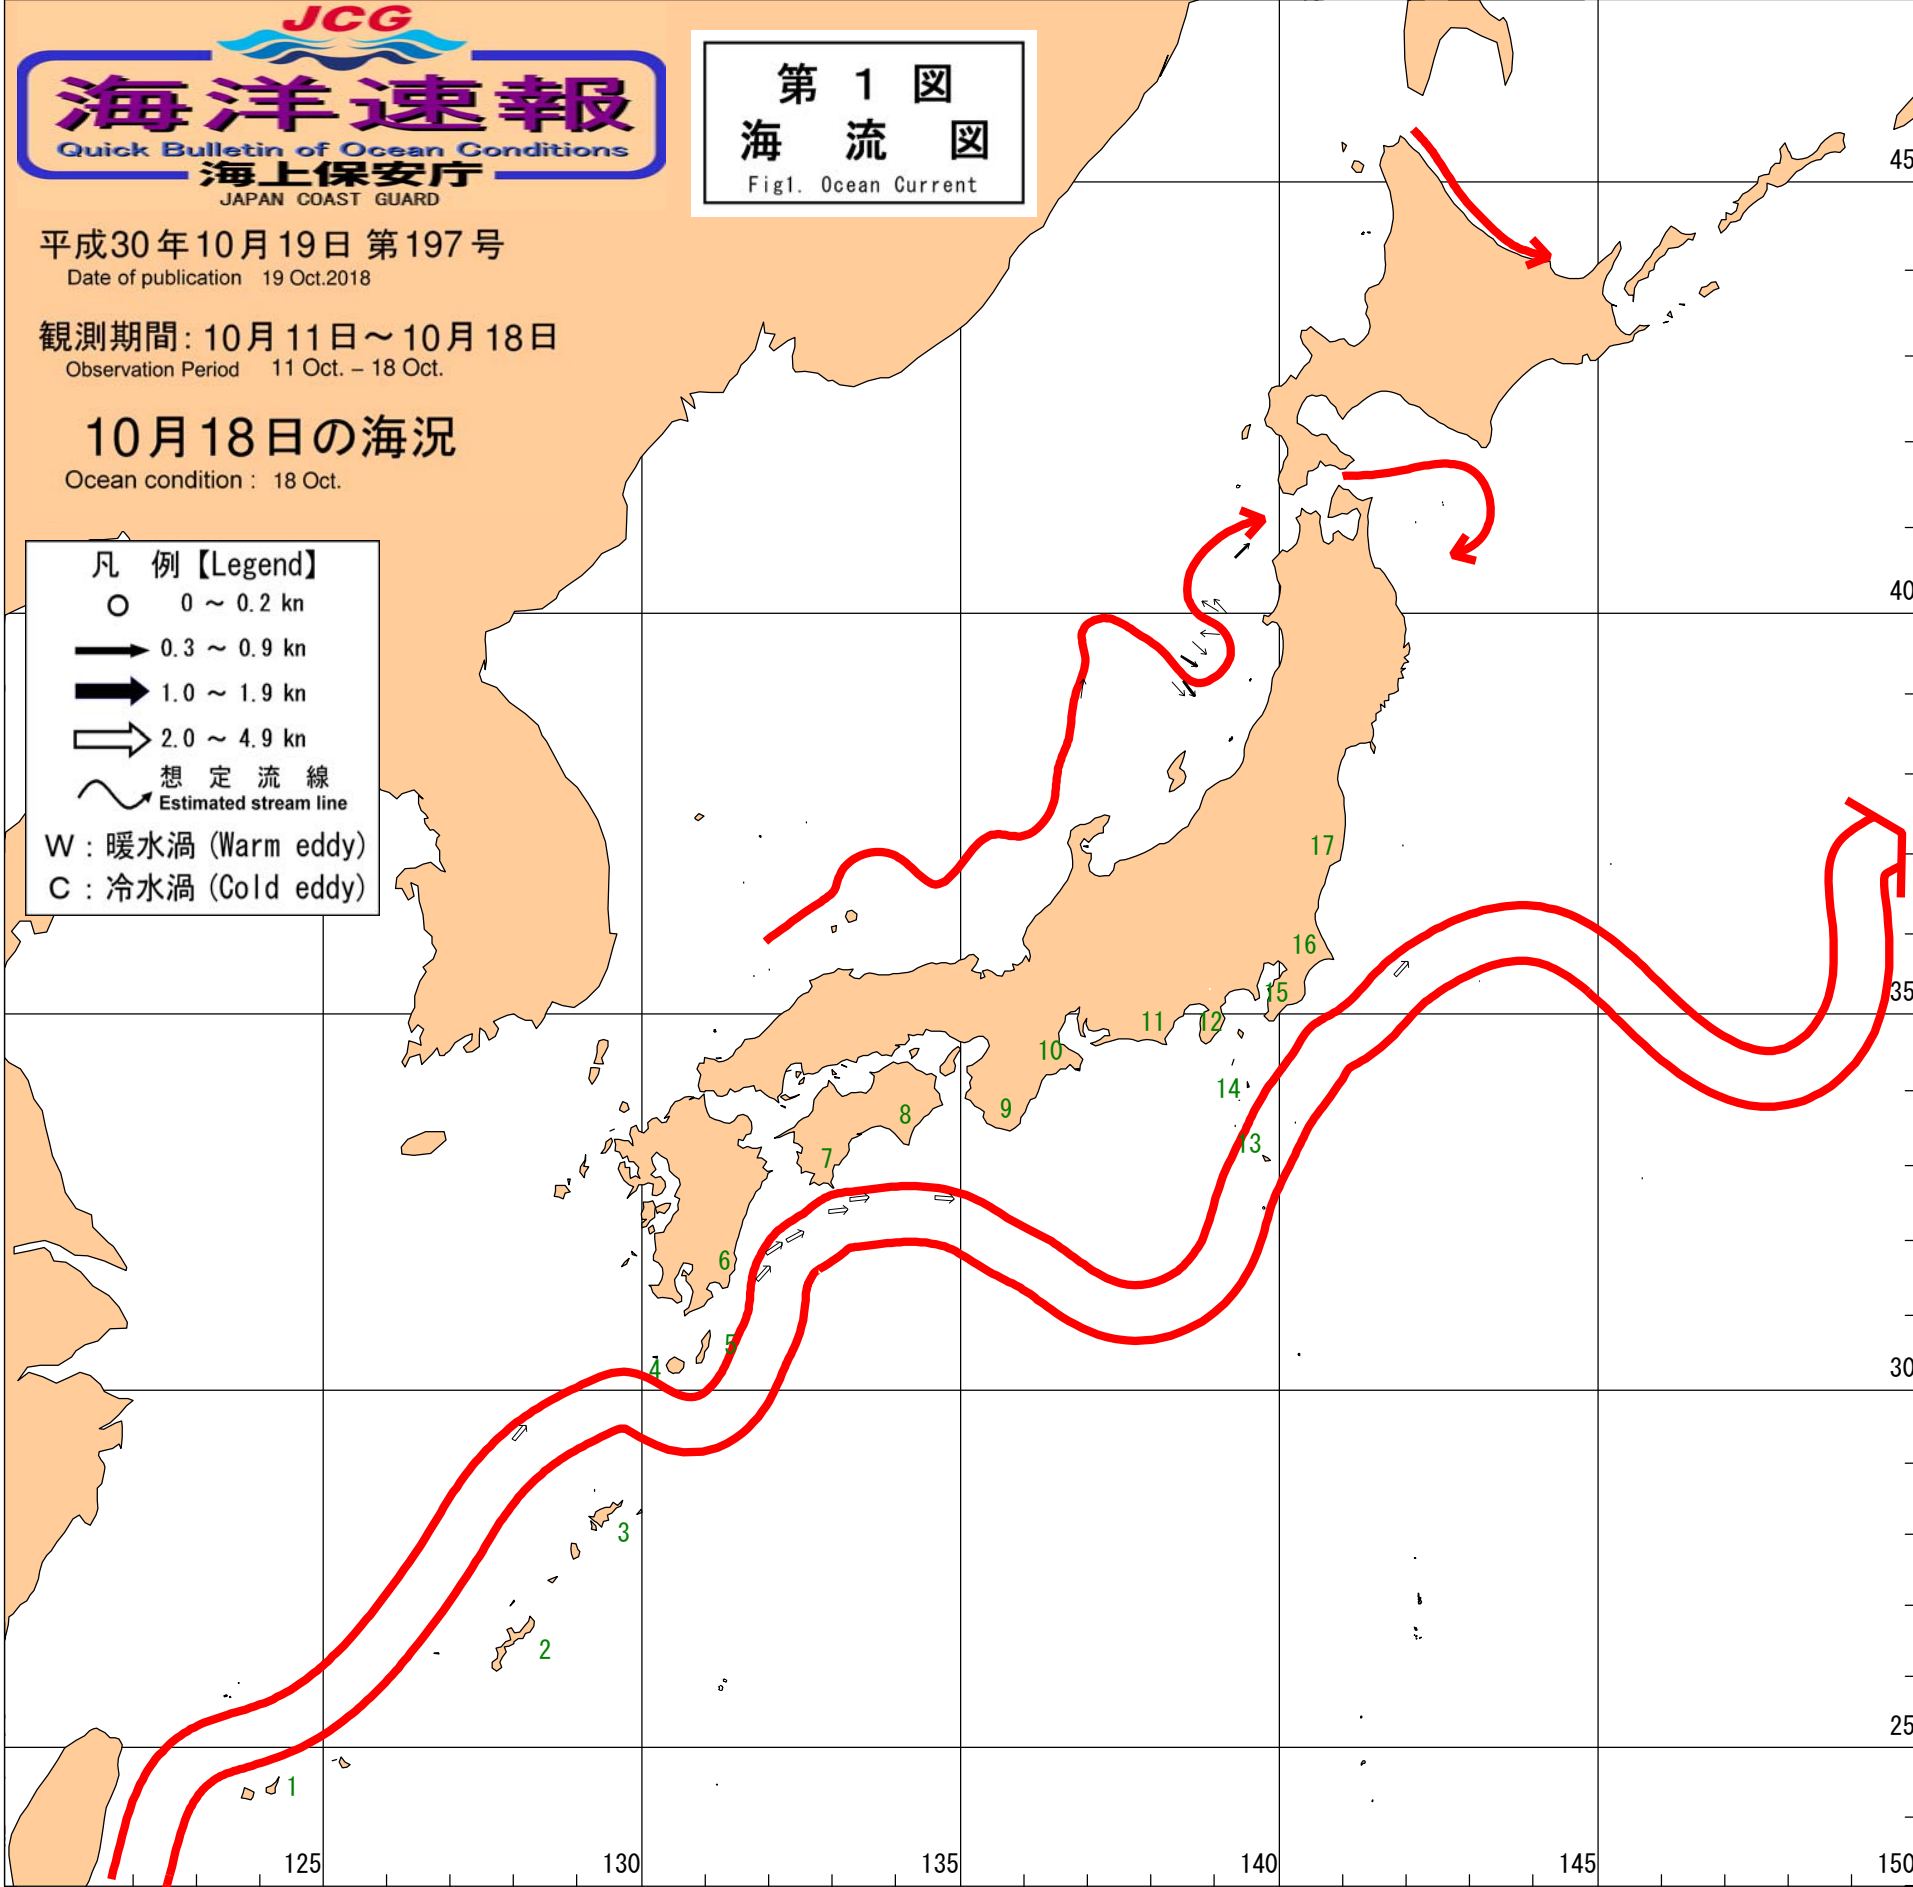 JCG
海洋速報
Quick Bulletin of Ocean Conditions
海上保安庁
JAPAN COAST GUARD
平成30年10月19日 第197号
Date of publication 19 Oct.2018
観測期間: 10月11日~10月18日
Observation Period 11 Oct. – 18 Oct.
10月18日の海況
Ocean condition : 18 Oct.
第 1 図
海 流 図
Fig1. Ocean Current
凡 例【Legend】
0 ~ 0.2 kn
0.3 ~ 0.9 kn
1.0 ~ 1.9 kn
2.0 ~ 4.9 kn
想 定 流 線
Estimated stream line
W : 暖水渦 (Warm eddy)
C : 冷水渦 (Cold eddy)
45
40
17
16
35
15
11
12
10
14
8
9
13
7
6
5
4
30
3
2
25
1
125
130
135
140
145
150